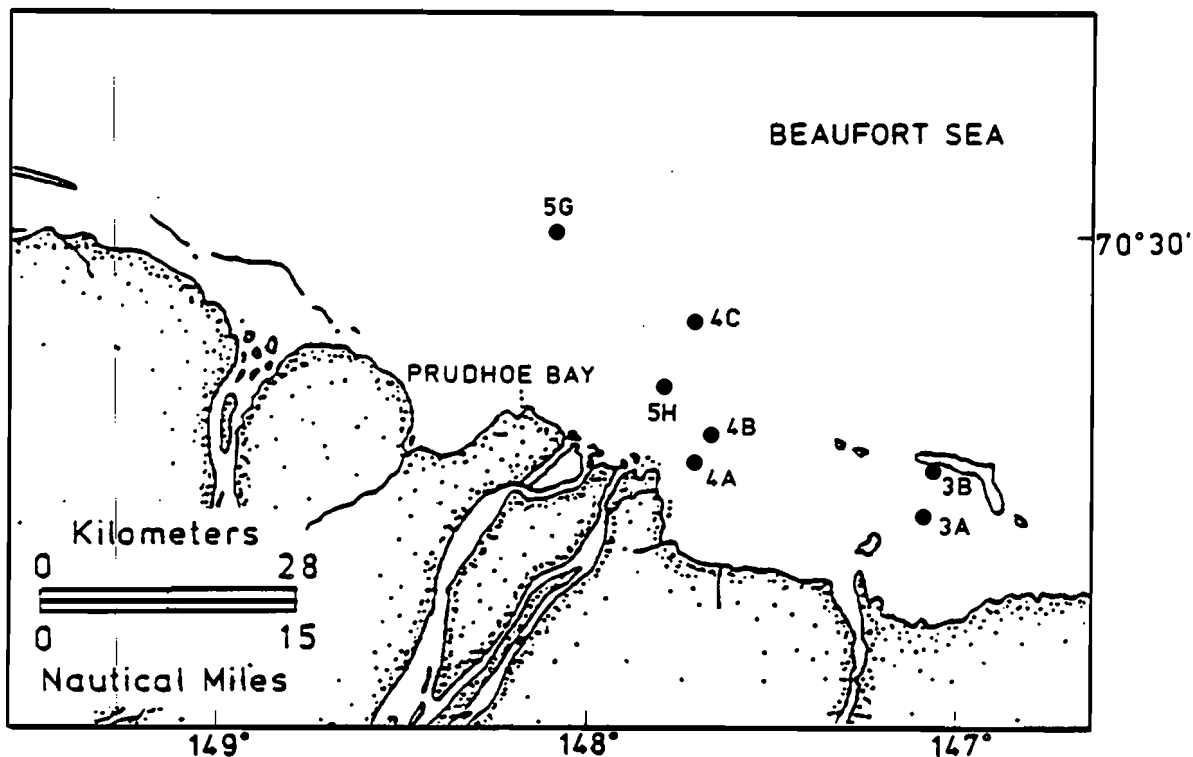 BEAUFORT SEA
5G
70°30'
4C
PRUDHOE BAY
5H
4B
4A
3B
3A
Kilometers
0 28
0 15
Nautical Miles
149° 148° 147°